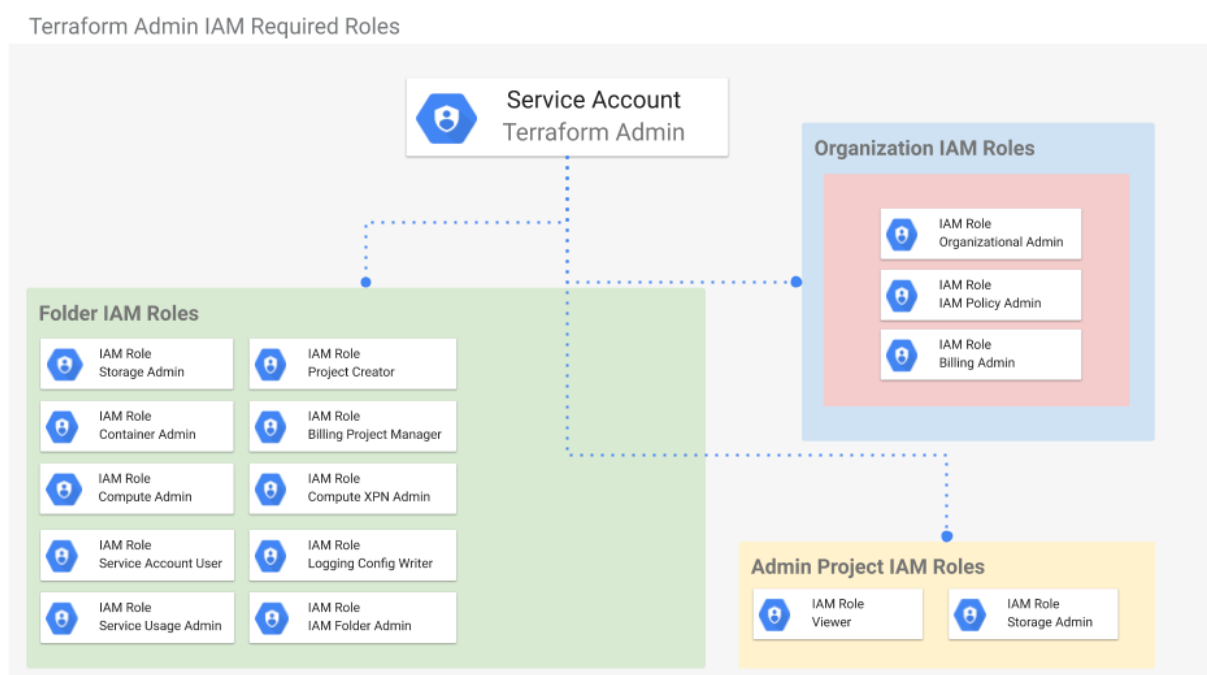 Terraform Admin IAM Required Roles
Service Account
Terraform Admin
Organization IAM Roles
IAM Role
Organizational Admin
IAM Role
IAM Policy Admin
IAM Role
Billing Admin
Folder IAM Roles
IAM Role
Storage Admin
IAM Role
Project Creator
IAM Role
Container Admin
IAM Role
Billing Project Manager
IAM Role
Compute Admin
IAM Role
Compute XPN Admin
IAM Role
Service Account User
IAM Role
Logging Config Writer
IAM Role
Service Usage Admin
IAM Role
IAM Folder Admin
Admin Project IAM Roles
IAM Role
Viewer
IAM Role
Storage Admin